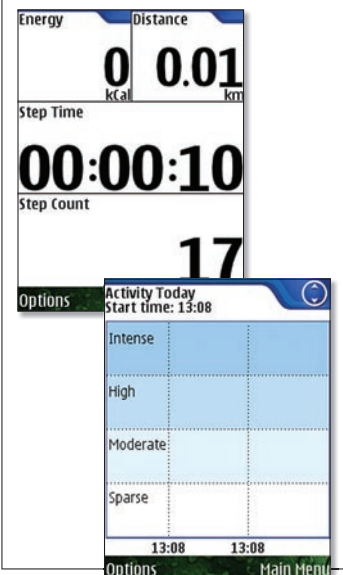 Energy Distance
0 0.01
kCal km
Step Time
00:00:10
Step Count
17
Options
Activity Today
Start time: 13:08
Intense
High
Moderate
Sparse
13:08 13:08
Options Main Menu